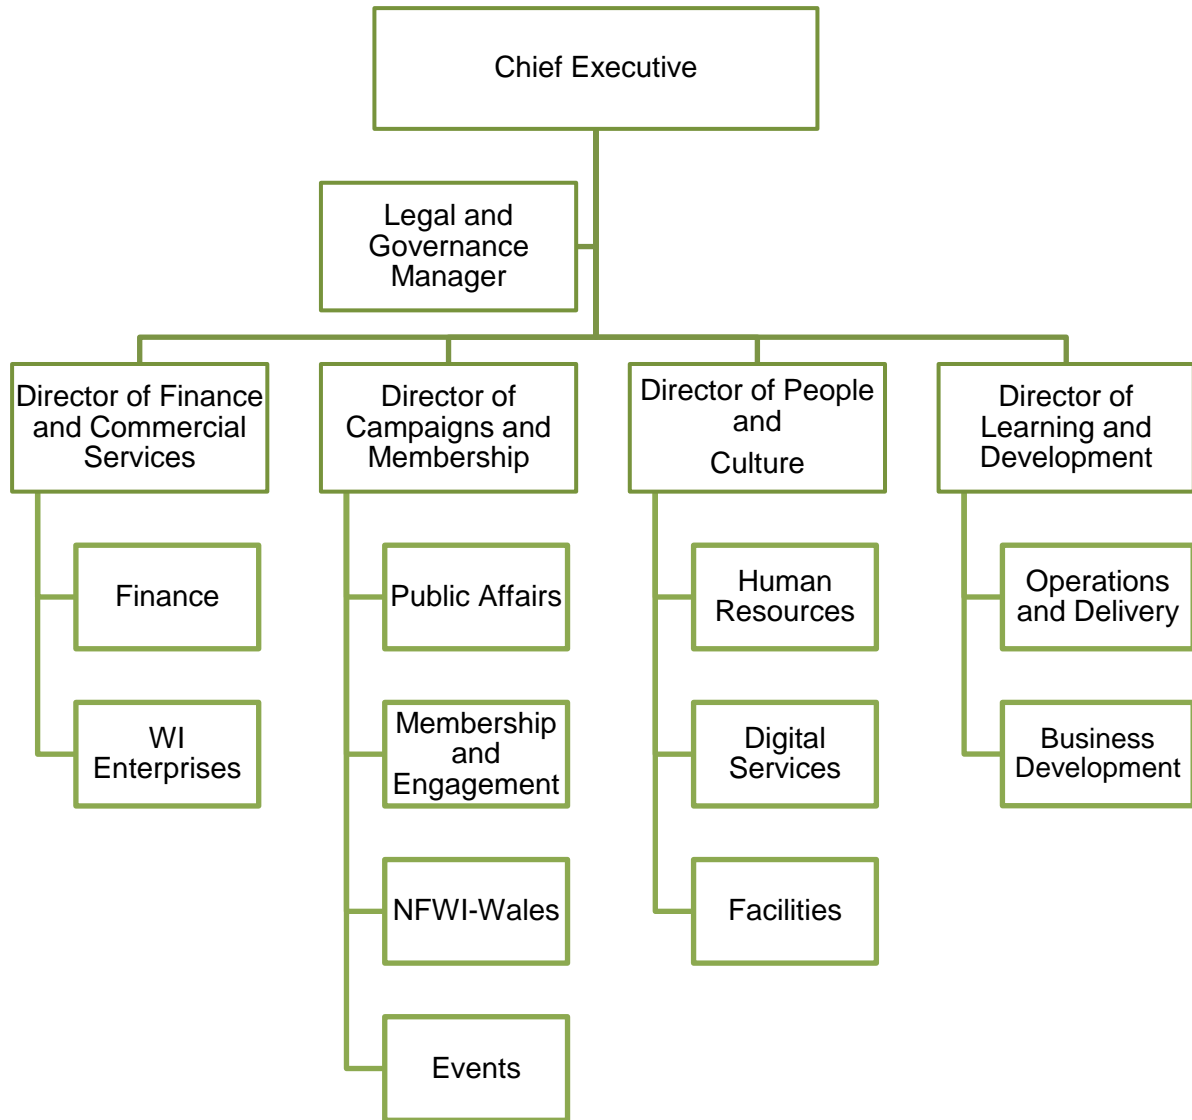 Chief Executive
Legal and
Governance
Manager
Director of Finance
and Commercial
Services
Director of
Campaigns and
Membership
Director of People
and
Culture
Director of
Learning and
Development
Finance
WI
Enterprises
Public Affairs
Membership
and
Engagement
NFWI-Wales
Events
Human
Resources
Digital
Services
Facilities
Operations
and Delivery
Business
Development